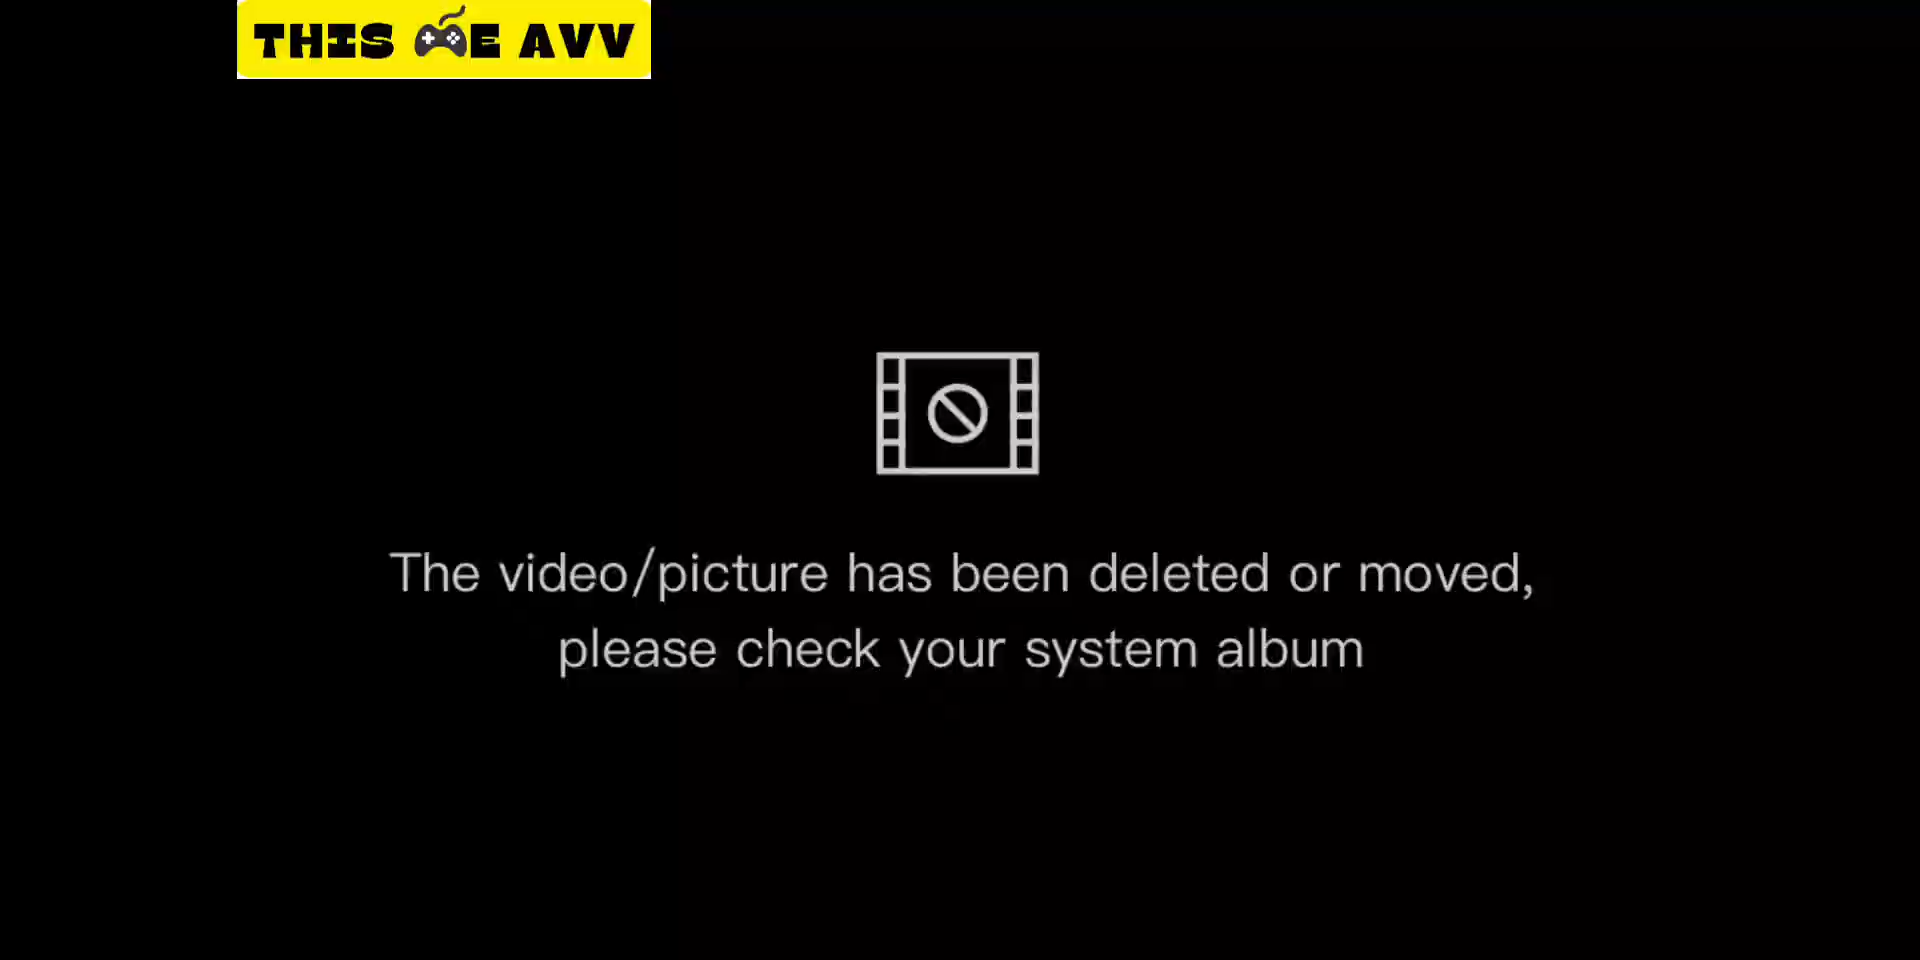 THIS 🎮E AVV
The video/picture has been deleted or moved,
please check your system album